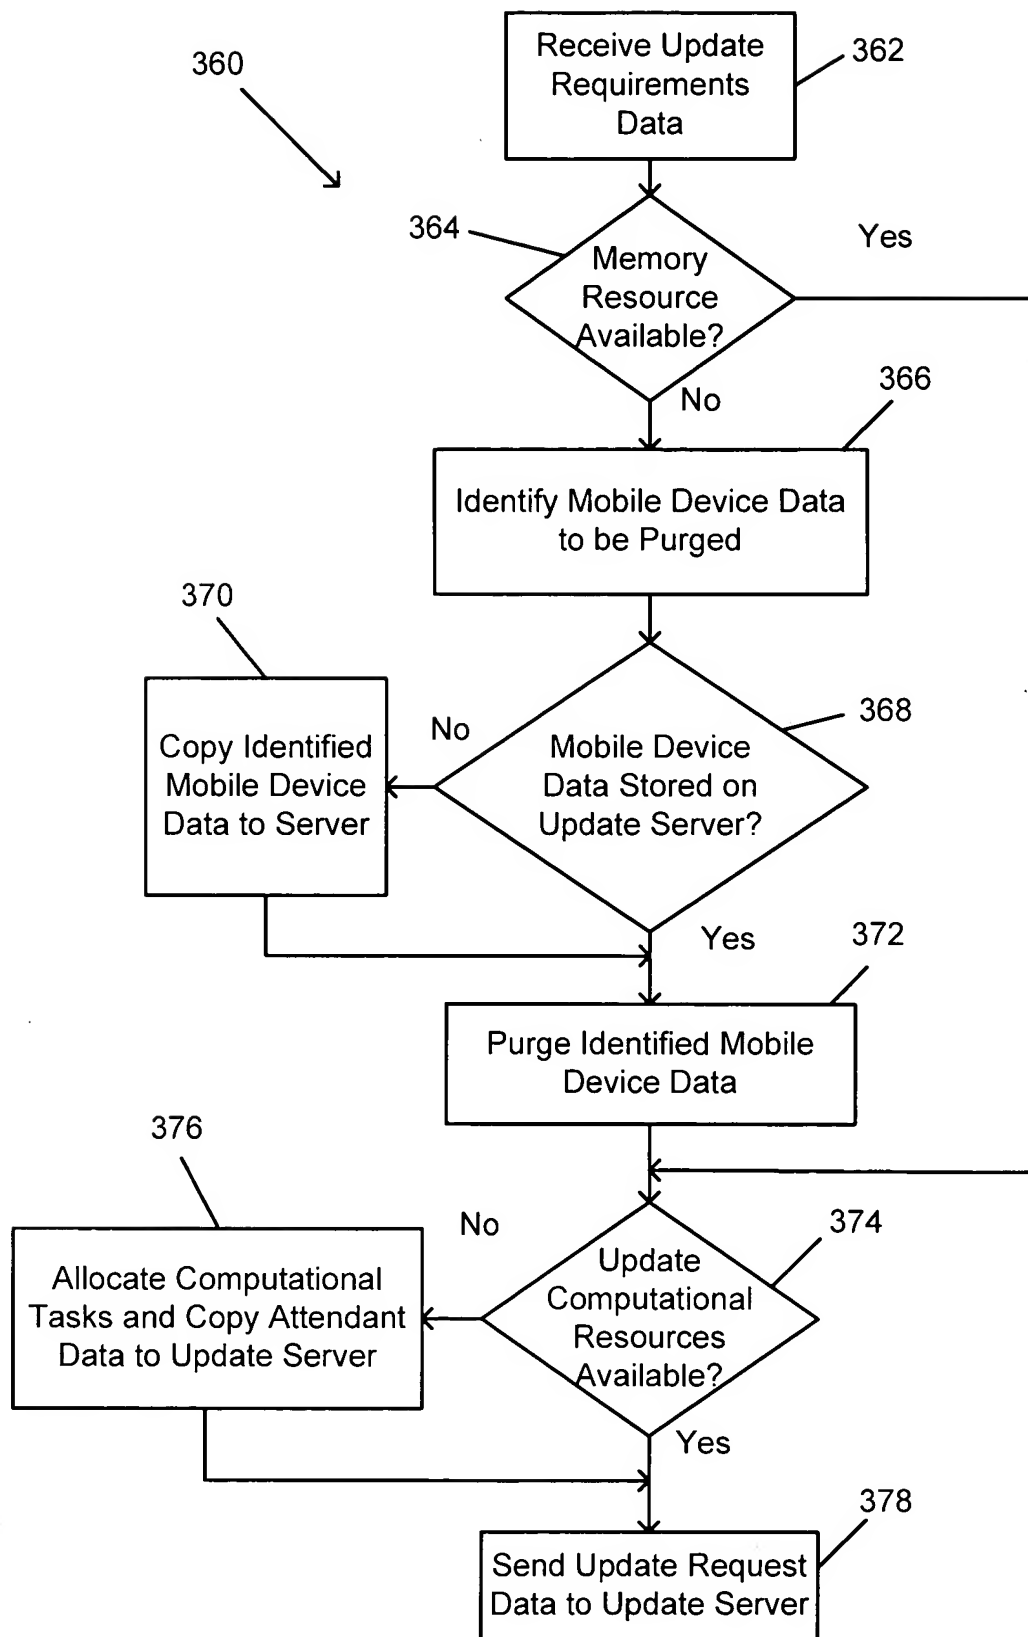 Receive Update
Requirements
Data
362
360
364
Memory
Resource
Available?
Yes
No
366
Identify Mobile Device Data
to be Purged
370
Copy Identified
Mobile Device
Data to Server
No
368
Mobile Device
Data Stored on
Update Server?
Yes
372
Purge Identified Mobile
Device Data
376
Allocate Computational
Tasks and Copy Attendant
Data to Update Server
No
374
Update
Computational
Resources
Available?
Yes
378
Send Update Request
Data to Update Server